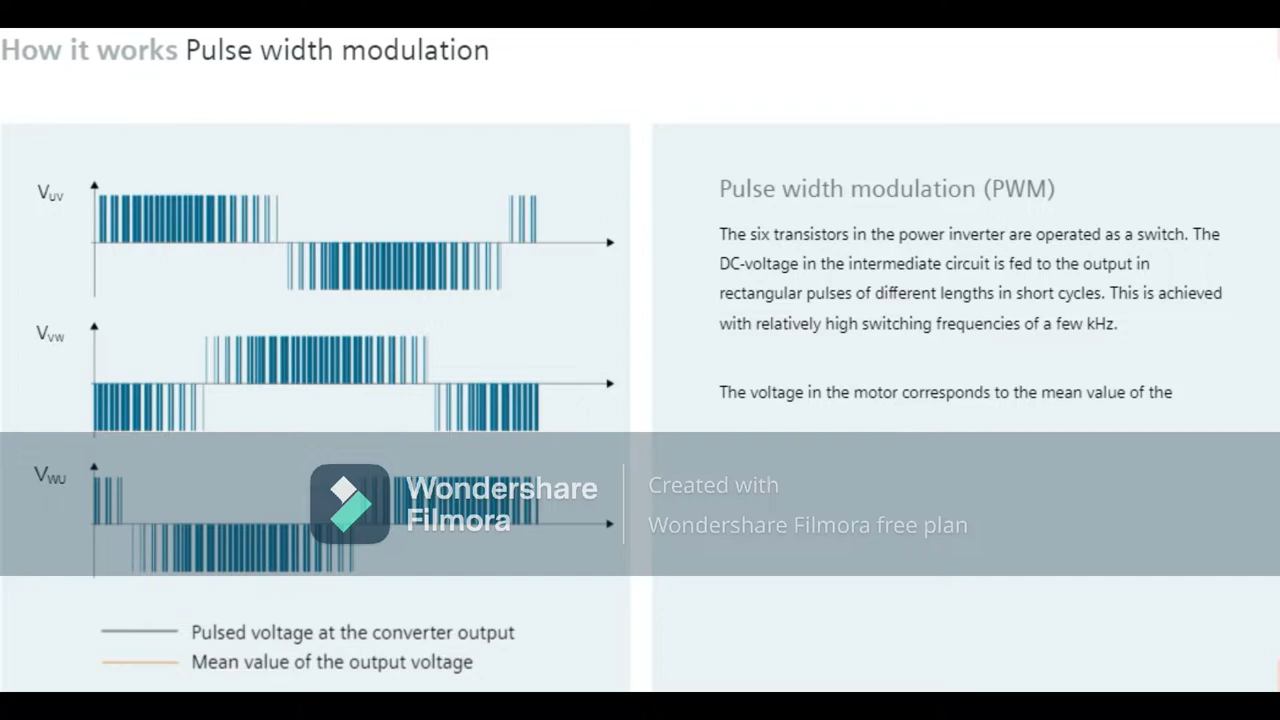 How it works Pulse width modulation
VUV
VVW
VWU
Pulsed voltage at the converter output
Mean value of the output voltage
Pulse width modulation (PWM)
The six transistors in the power inverter are operated as a switch. The
DC-voltage in the intermediate circuit is fed to the output in
rectangular pulses of different lengths in short cycles. This is achieved
with relatively high switching frequencies of a few kHz.
The voltage in the motor corresponds to the mean value of the
Wondershare
Filmora
Created with
Wondershare Filmora free plan